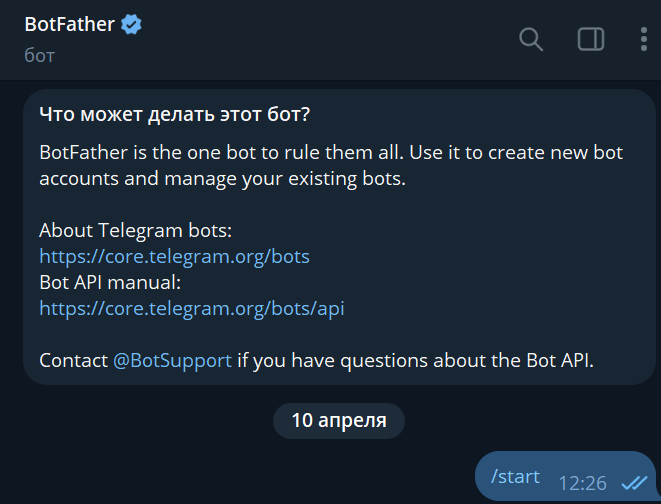 BotFather
бот
Что может делать этот бот?
BotFather is the one bot to rule them all. Use it to create new bot
accounts and manage your existing bots.
About Telegram bots:
https://core.telegram.org/bots
Bot API manual:
https://core.telegram.org/bots/api
Contact @BotSupport if you have questions about the Bot API.
10 апреля
/start 12:26